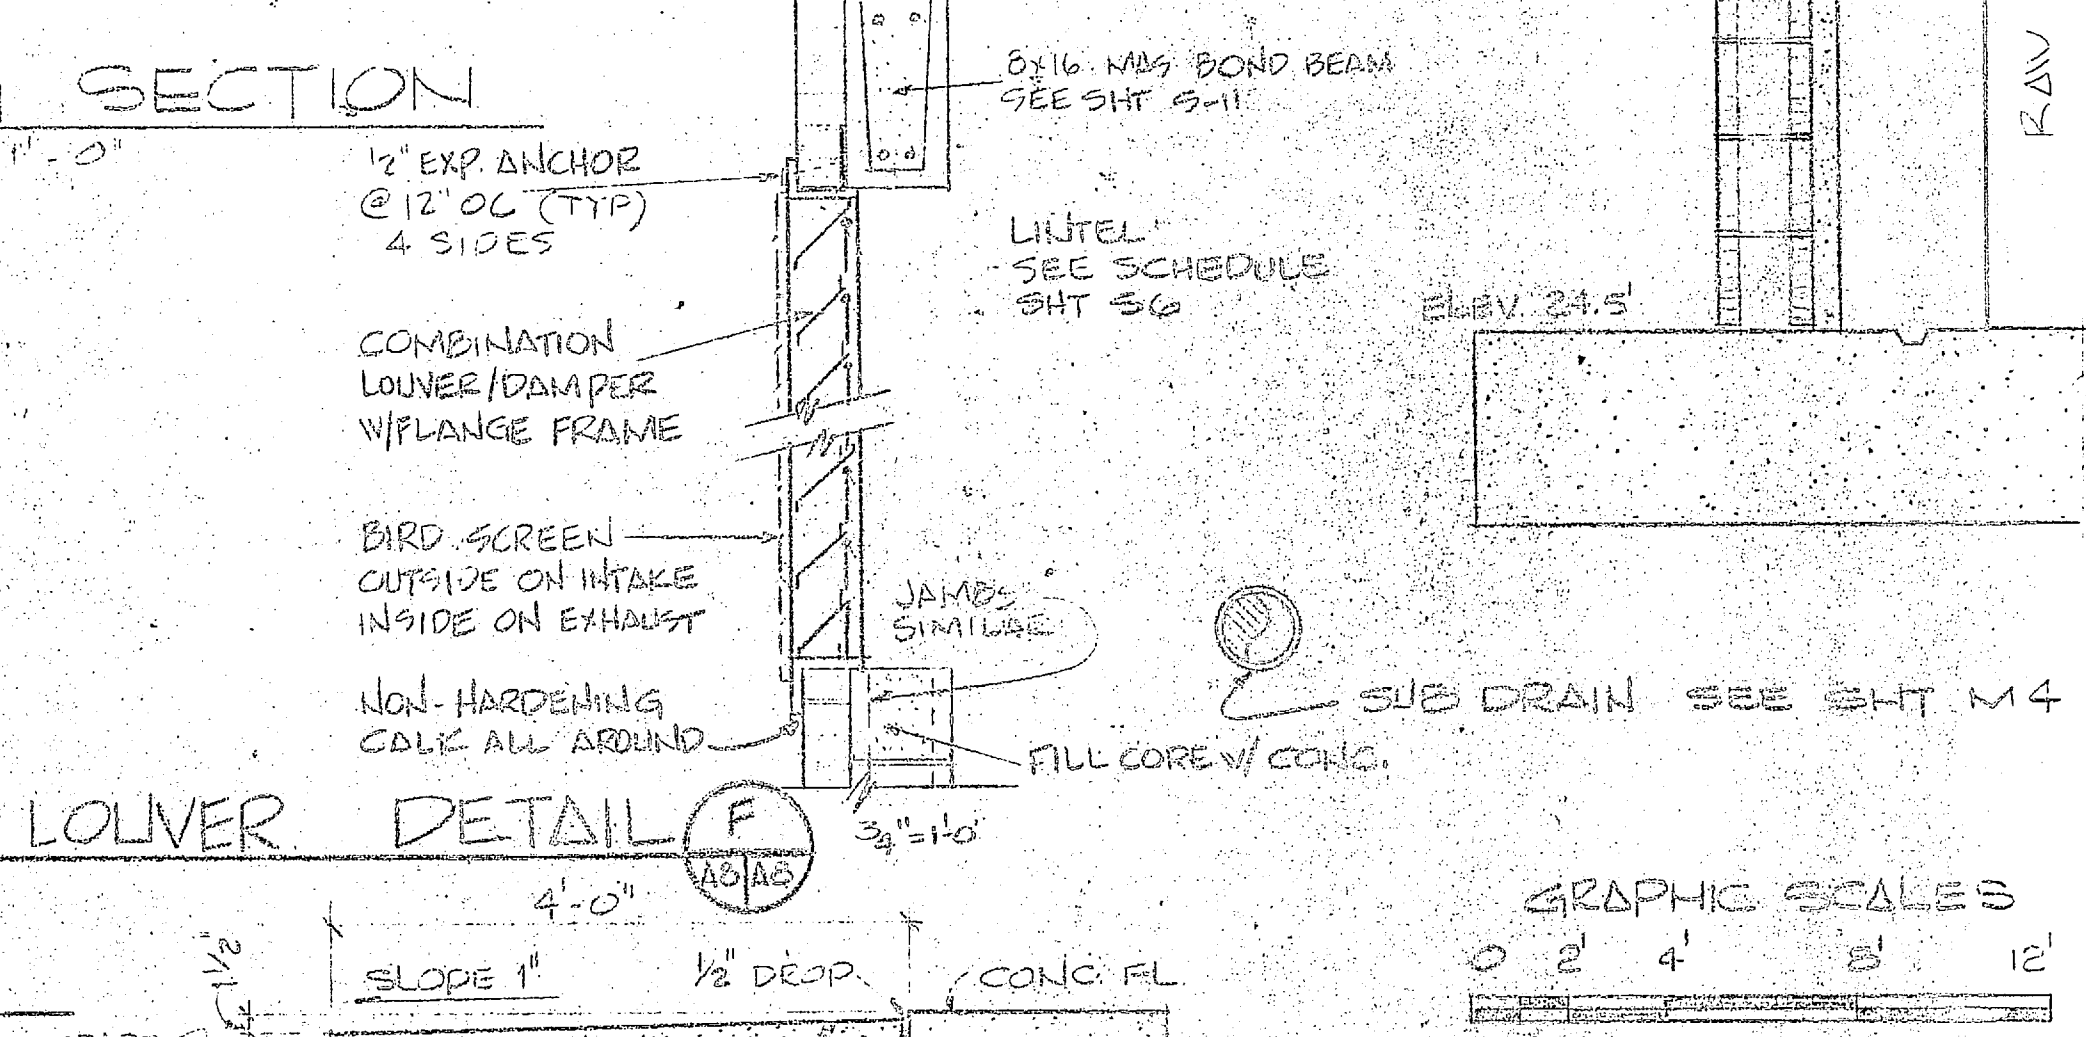 SECTION
1'-0"
8x16 MAS BOND BEAM
SEE SHT S-11
RAW
1/2" EXP. ANCHOR
@ 12" OC (TYP)
4 SIDES
LINTEL
SEE SCHEDULE
SHT S6
ELEV. 24.5'
COMBINATION
LOUVER/DAMPER
W/FLANGE FRAME
BIRD SCREEN
OUTSIDE ON INTAKE
INSIDE ON EXHAUST
JAMBS
SIMILAR
NON-HARDENING
CALK ALL AROUND
SUB DRAIN SEE SHT M4
FILL CORE W/ CONC.
LOUVER DETAIL
F
A8 A8
3/4"=1'-0"
4'-0"
1 1/2"
SLOPE 1"
1/2" DROP
CONC. FL
GRAPHIC SCALES
0 2' 4' 8' 12'